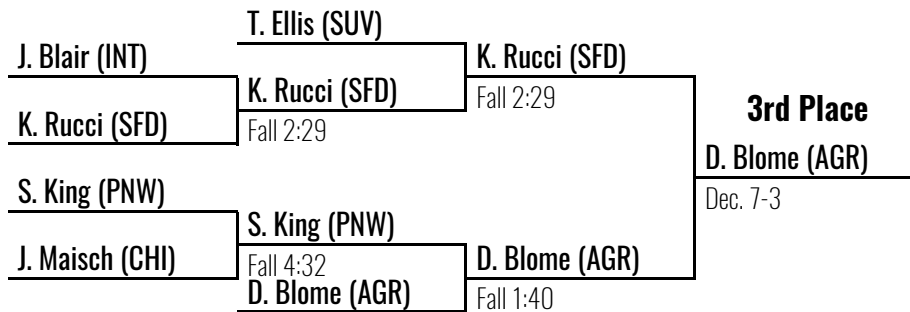 T. Ellis (SUV)
J. Blair (INT)
K. Rucci (SFD)
K. Rucci (SFD)
Fall 2:29
K. Rucci (SFD)
Fall 2:29
3rd Place
D. Blome (AGR)
Dec. 7-3
S. King (PNW)
S. King (PNW)
Fall 4:32
J. Maisch (CHI)
D. Blome (AGR)
D. Blome (AGR)
Fall 1:40